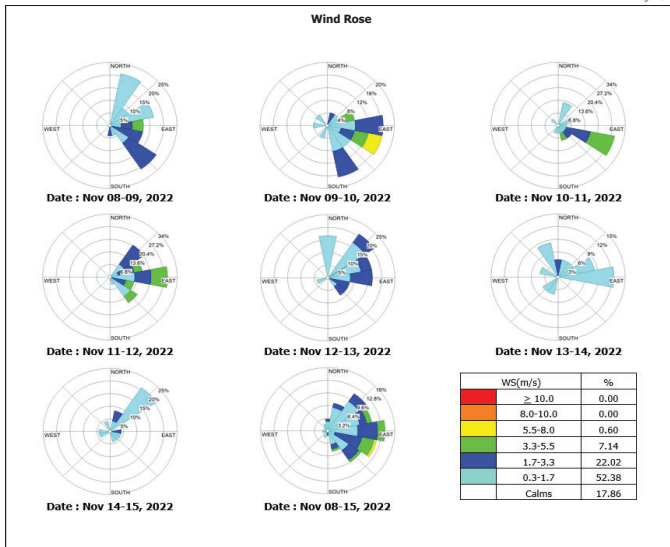 Wind Rose
NORTH
25%
20%
15%
10%
5%
WEST
EAST
SOUTH
Date : Nov 08-09, 2022
NORTH
20%
16%
12%
8%
4%
WEST
EAST
SOUTH
Date : Nov 09-10, 2022
NORTH
34%
27.2%
20.4%
13.6%
6.8%
WEST
EAST
SOUTH
Date : Nov 10-11, 2022
NORTH
34%
27.2%
20.4%
13.6%
6.8%
WEST
EAST
SOUTH
Date : Nov 11-12, 2022
NORTH
25%
20%
15%
10%
5%
WEST
EAST
SOUTH
Date : Nov 12-13, 2022
NORTH
15%
12%
9%
6%
3%
WEST
EAST
SOUTH
Date : Nov 13-14, 2022
NORTH
25%
20%
15%
10%
5%
WEST
EAST
SOUTH
Date : Nov 14-15, 2022
NORTH
16%
12.8%
9.6%
6.4%
3.2%
WEST
EAST
SOUTH
Date : Nov 08-15, 2022
WS(m/s) %
≥ 10.0 0.00
8.0-10.0 0.00
5.5-8.0 0.60
3.3-5.5 7.14
1.7-3.3 22.02
0.3-1.7 52.38
Calms 17.86